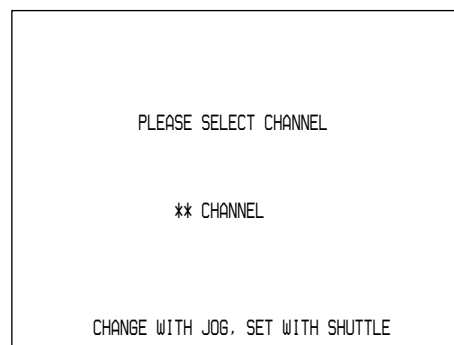 PLEASE SELECT CHANNEL
** CHANNEL
CHANGE WITH JOG, SET WITH SHUTTLE